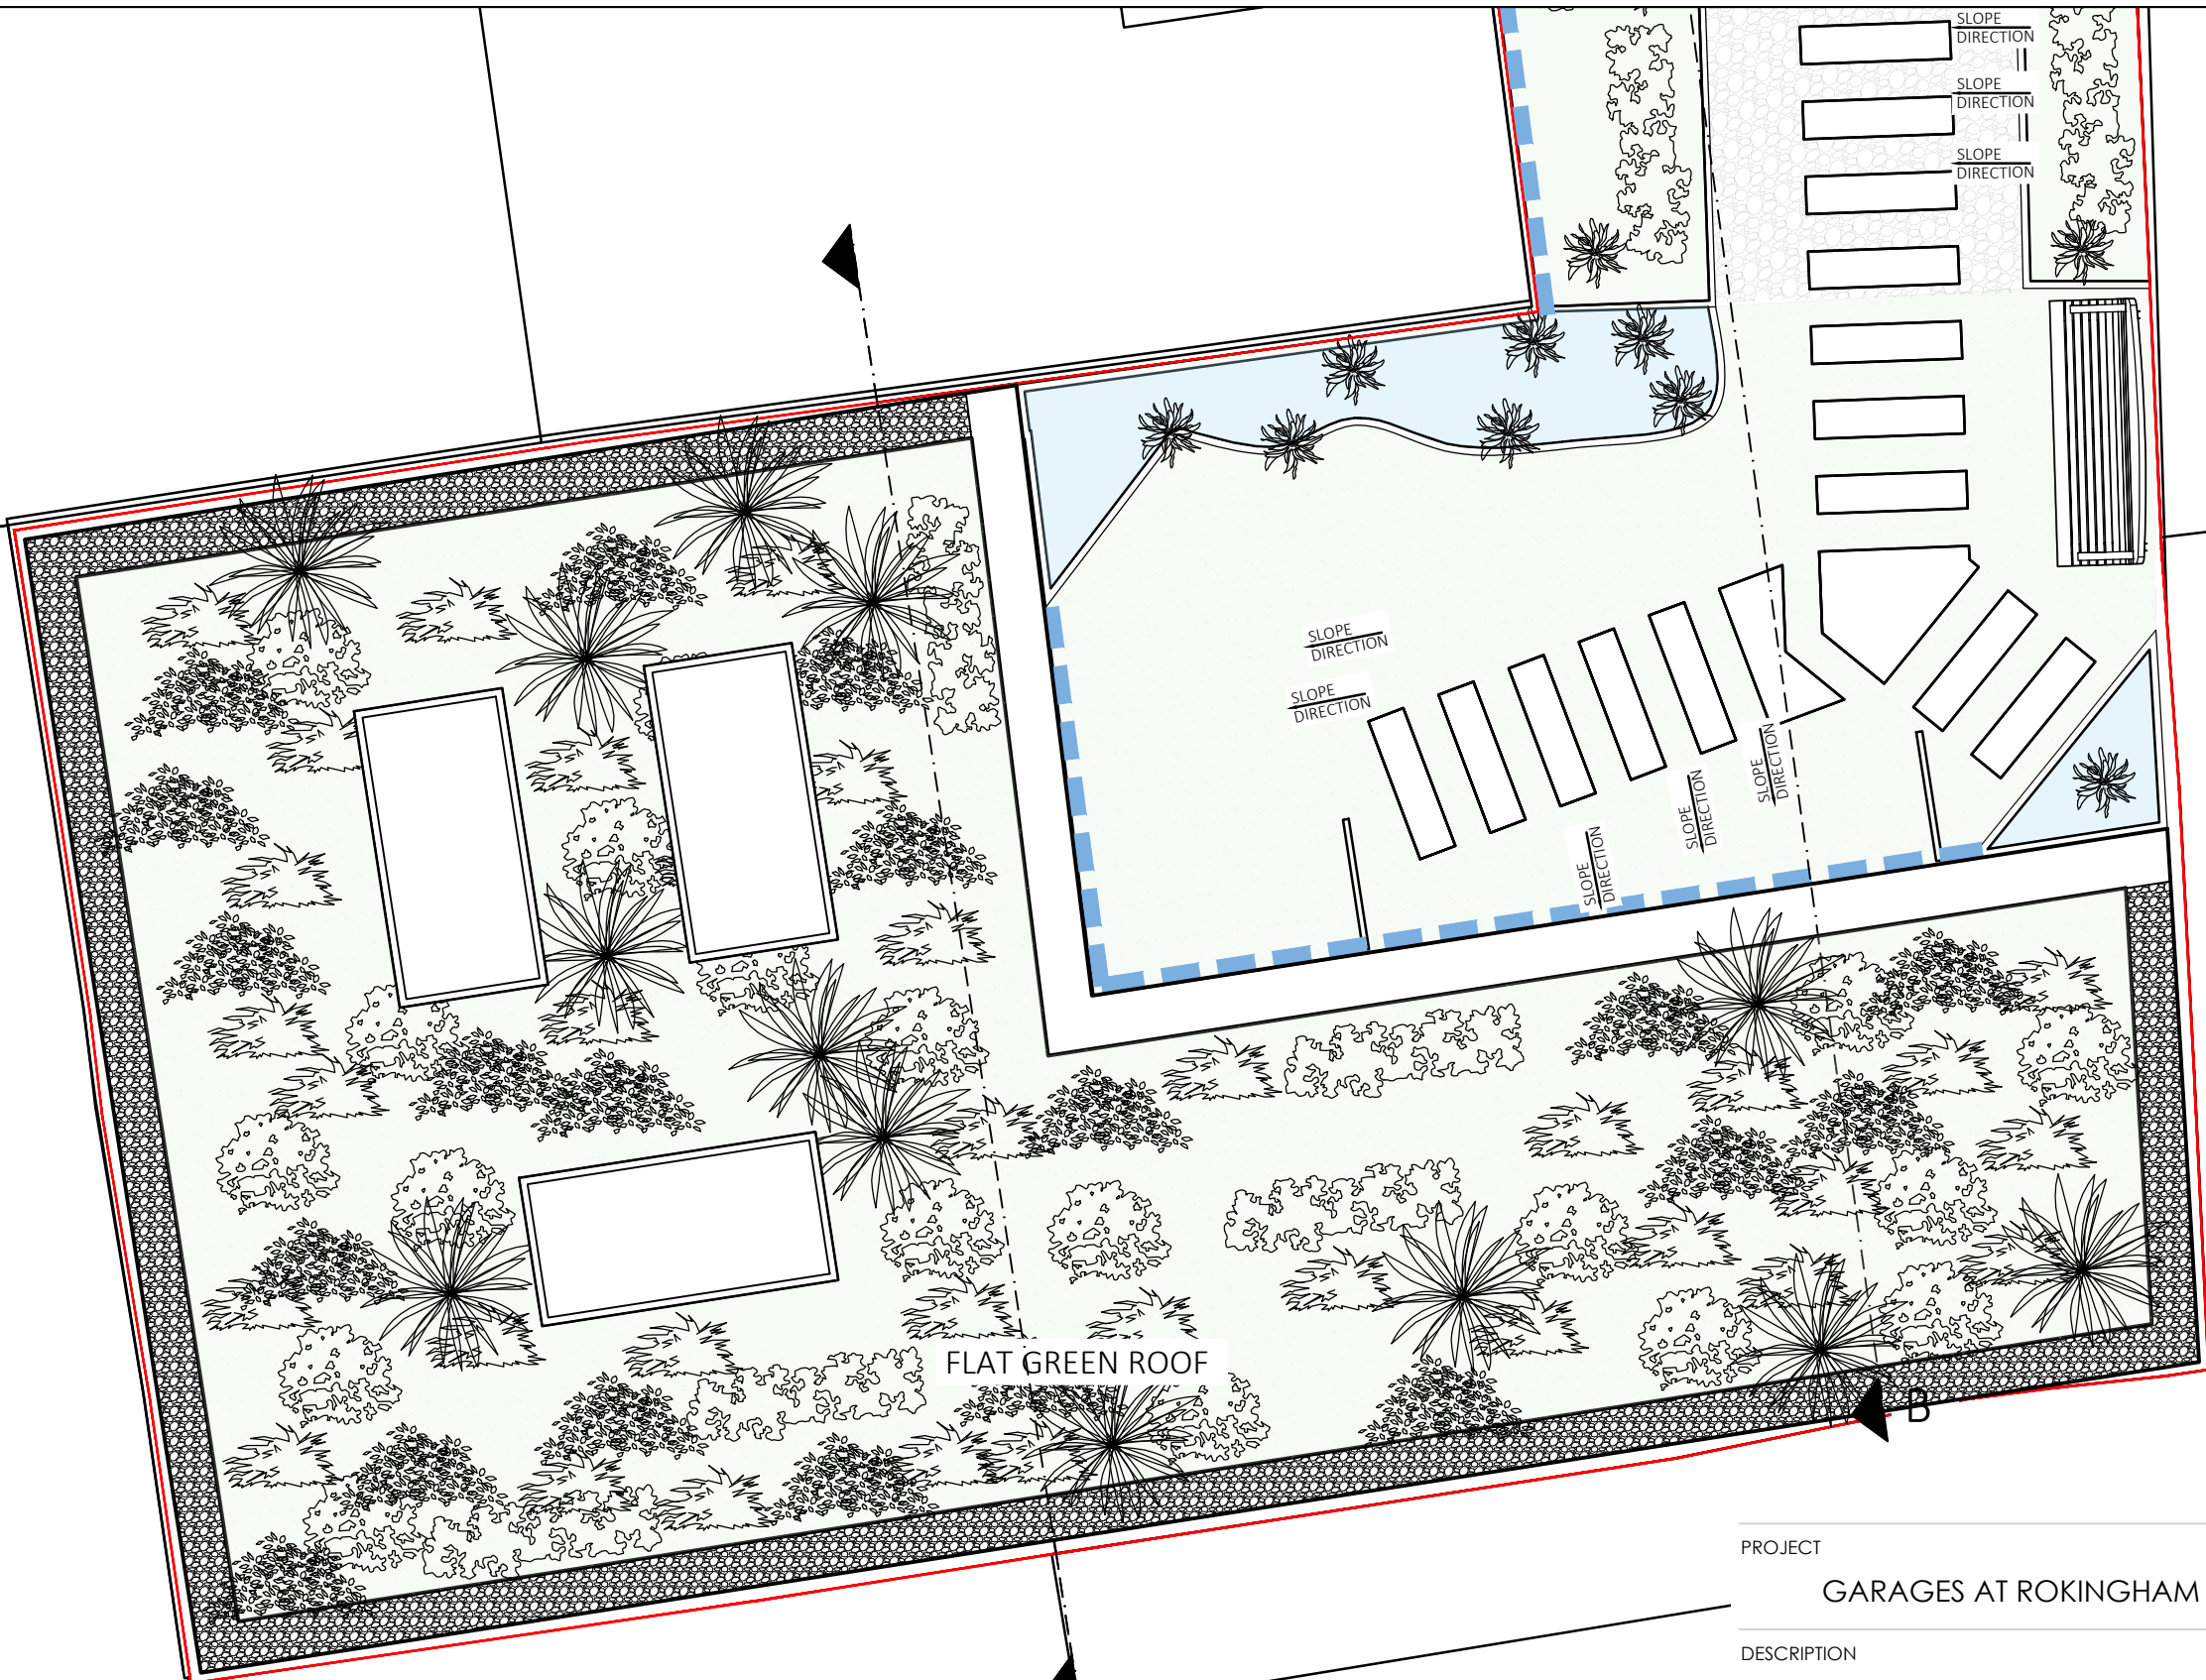 SLOPE
DIRECTION
SLOPE
DIRECTION
SLOPE
DIRECTION
SLOPE
DIRECTION
SLOPE
DIRECTION
SLOPE
DIRECTION
SLOPE
DIRECTION
SLOPE
DIRECTION
FLAT GREEN ROOF
B
PROJECT
GARAGES AT ROKINGHAM
DESCRIPTION